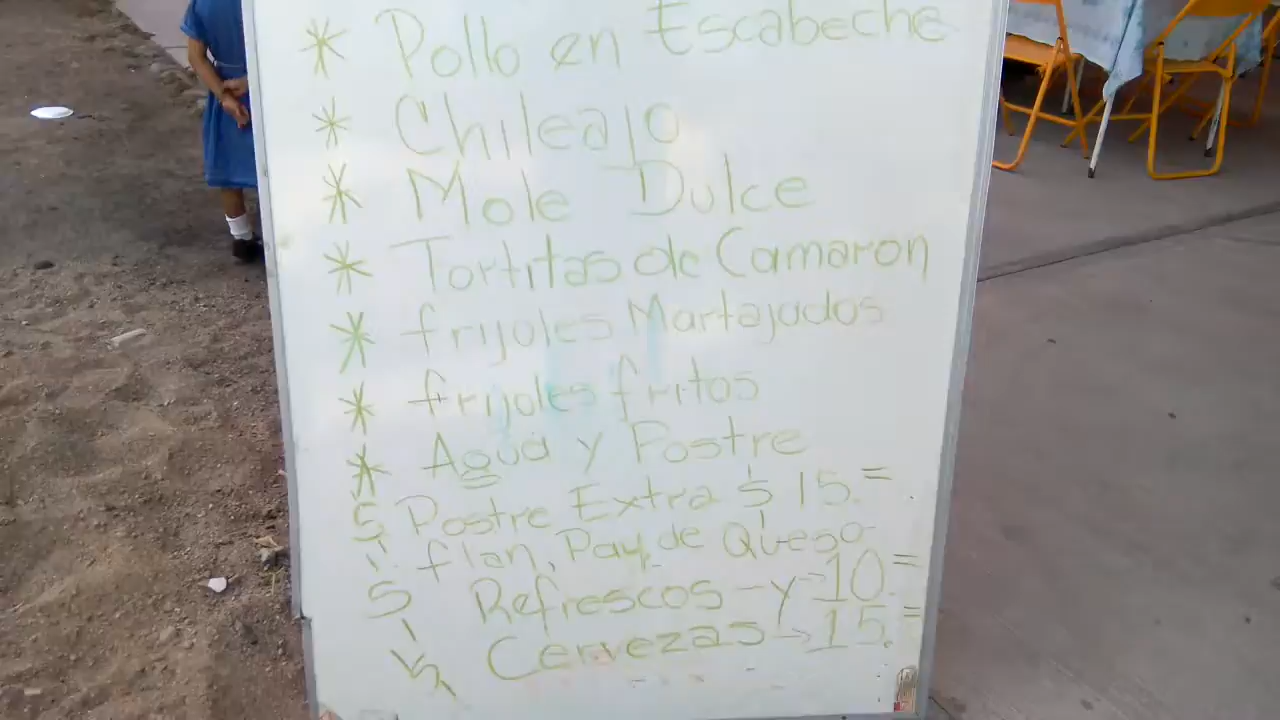 * Pollo en Escabeche
* Chileajo
* Mole Dulce
* Tortitas de Camaron
* frijoles Martajados
* frijoles fritos
* Agua y Postre
Postre Extra $ 15.=
flan, Pay de Queso
Refrescos 10.=
Cervezas → 15.=